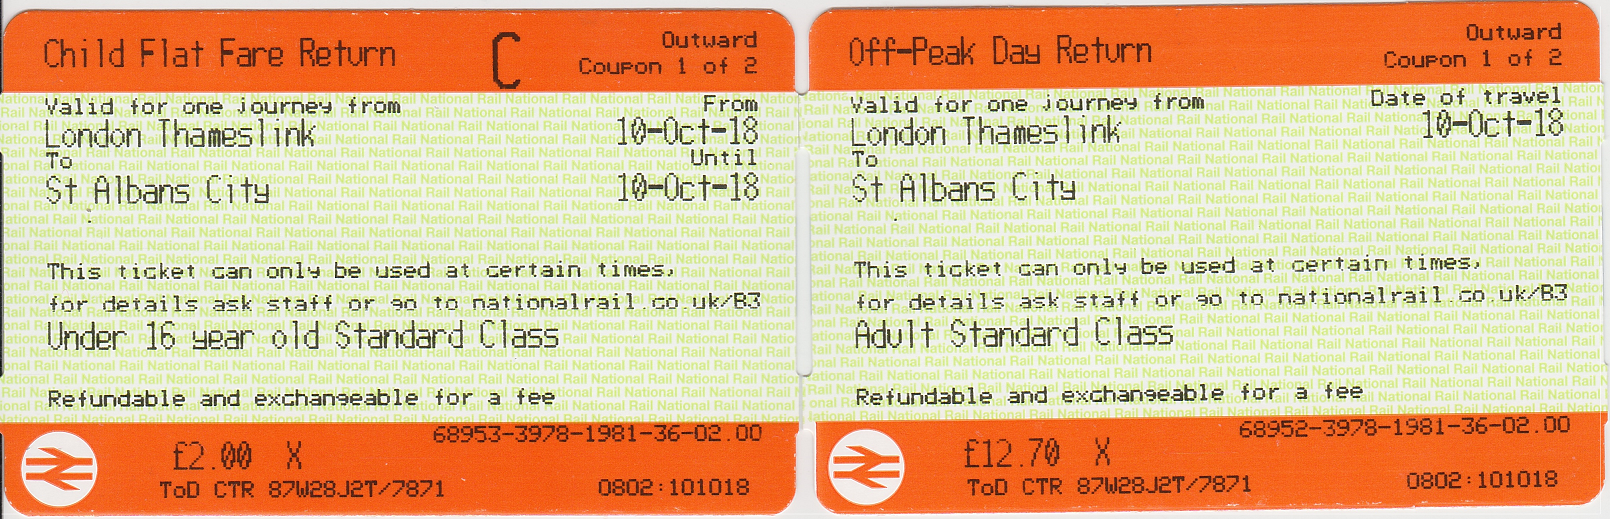 Child Flat Fare Return
C
Outward
Coupon 1 of 2
Valid for one journey from
From
London Thameslink
10-Oct-18
To
Until
St Albans City
10-Oct-18
This ticket can only be used at certain times,
for details ask staff or go to nationalrail.co.uk/B3
Under 16 year old Standard Class
Refundable and exchangeable for a fee
68953-3978-1981-36-02.00
£2.00 X
ToD CTR 87W28J2T/7871
0802:101018
Off-Peak Day Return
Outward
Coupon 1 of 2
Valid for one journey from
Date of travel
London Thameslink
10-Oct-18
To
St Albans City
This ticket can only be used at certain times,
for details ask staff or go to nationalrail.co.uk/B3
Adult Standard Class
Refundable and exchangeable for a fee
68952-3978-1981-36-02.00
£12.70 X
ToD CTR 87W28J2T/7871
0802:101018